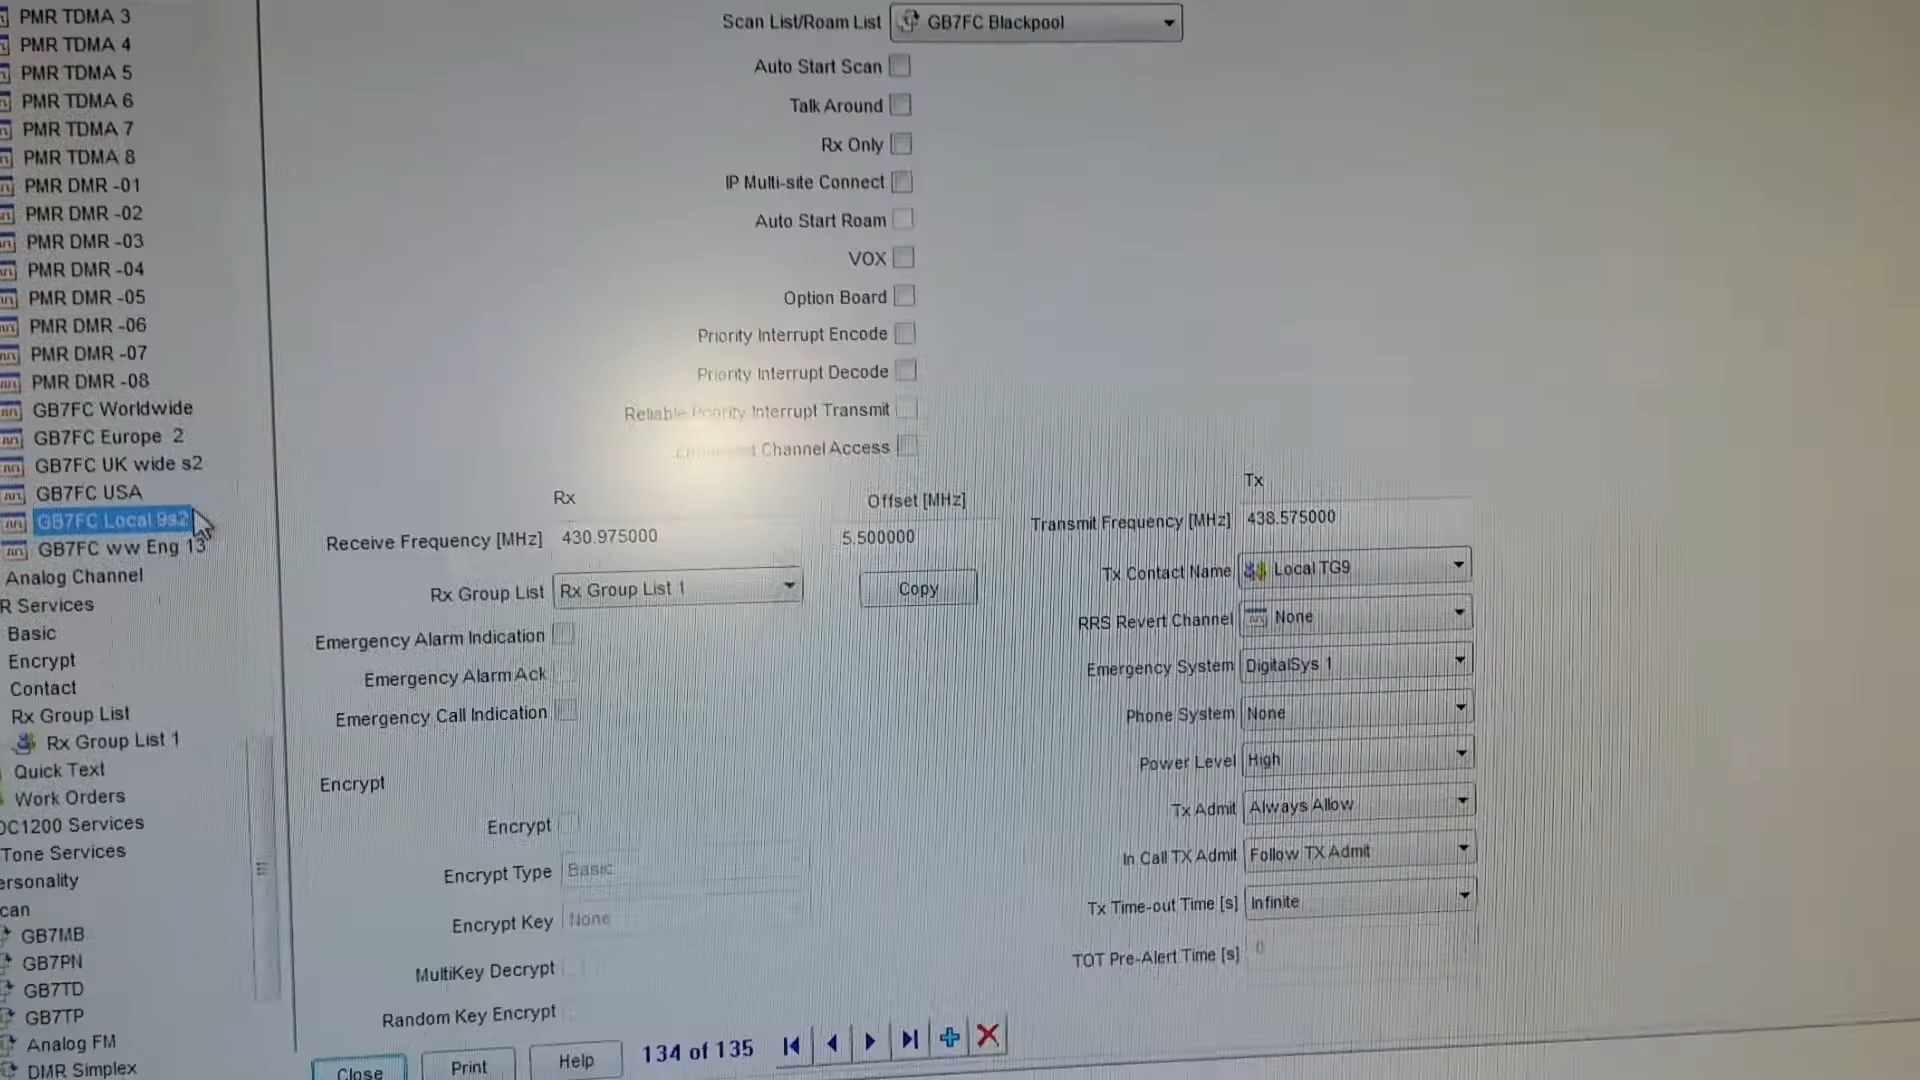 PMR TDMA 3
PMR TDMA 4
PMR TDMA 5
PMR TDMA 6
PMR TDMA 7
PMR TDMA 8
PMR DMR -01
PMR DMR -02
PMR DMR -03
PMR DMR -04
PMR DMR -05
PMR DMR -06
PMR DMR -07
PMR DMR -08
GB7FC Worldwide
GB7FC Europe 2
GB7FC UK wide s2
GB7FC USA
GB7FC Local 9s2
GB7FC ww Eng 13
Analog Channel
R Services
Basic
Encrypt
Contact
Rx Group List
Rx Group List 1
Quick Text
Work Orders
DC1200 Services
Tone Services
ersonality
can
GB7MB
GB7PN
GB7TD
GB7TP
Analog FM
DMR Simplex
Scan List/Roam List GB7FC Blackpool
Auto Start Scan
Talk Around
Rx Only
IP Multi-site Connect
Auto Start Roam
VOX
Option Board
Priority Interrupt Encode
Priority Interrupt Decode
Reliable Priority Interrupt Transmit
Channel Access
Rx
Offset [MHz]
Receive Frequency [MHz] 430.975000 5.500000
Rx Group List Rx Group List 1 Copy
Emergency Alarm Indication
Emergency Alarm Ack
Emergency Call Indication
Encrypt
Encrypt
Encrypt Type Basic
Encrypt Key None
MultiKey Decrypt
Random Key Encrypt
Tx
Transmit Frequency [MHz] 438.575000
Tx Contact Name Local TG9
RRS Revert Channel None
Emergency System DigitalSys 1
Phone System None
Power Level High
Tx Admit Always Allow
In Call TX Admit Follow TX Admit
Tx Time-out Time [s] Infinite
TOT Pre-Alert Time [s] 0
Close Print Help 134 of 135